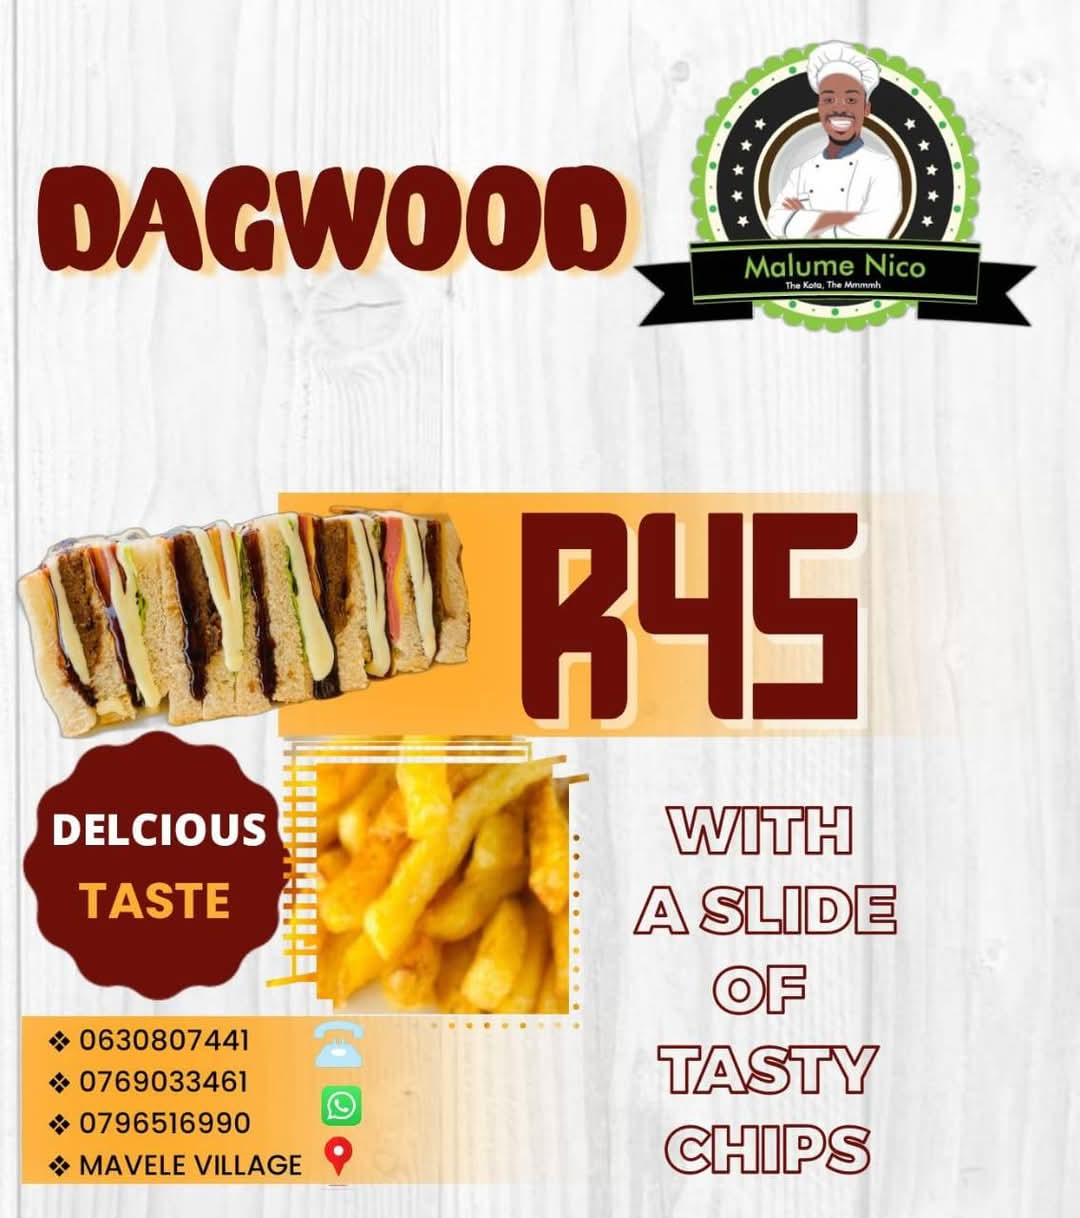 DAGWOOD
Malume Nico
The Kota, The Mmmmh
R45
DELCIOUS
TASTE
WITH
A SLIDE
OF
TASTY
CHIPS
❖ 0630807441
❖ 0769033461
❖ 0796516990
❖ MAVELE VILLAGE